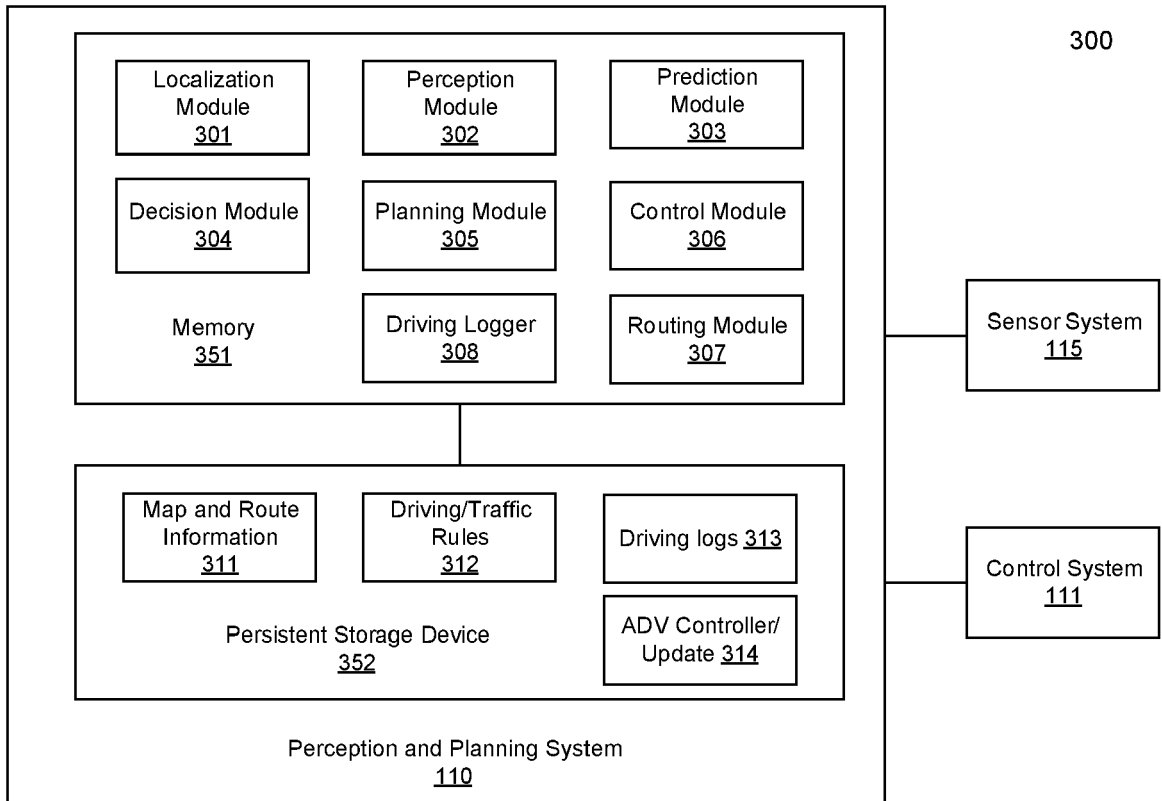 300
Localization
Module
301
Perception
Module
302
Prediction
Module
303
Decision Module
304
Planning Module
305
Control Module
306
Memory
351
Driving Logger
308
Routing Module
307
Sensor System
115
Map and Route
Information
311
Driving/Traffic
Rules
312
Driving logs 313
Persistent Storage Device
352
ADV Controller/
Update 314
Control System
111
Perception and Planning System
110